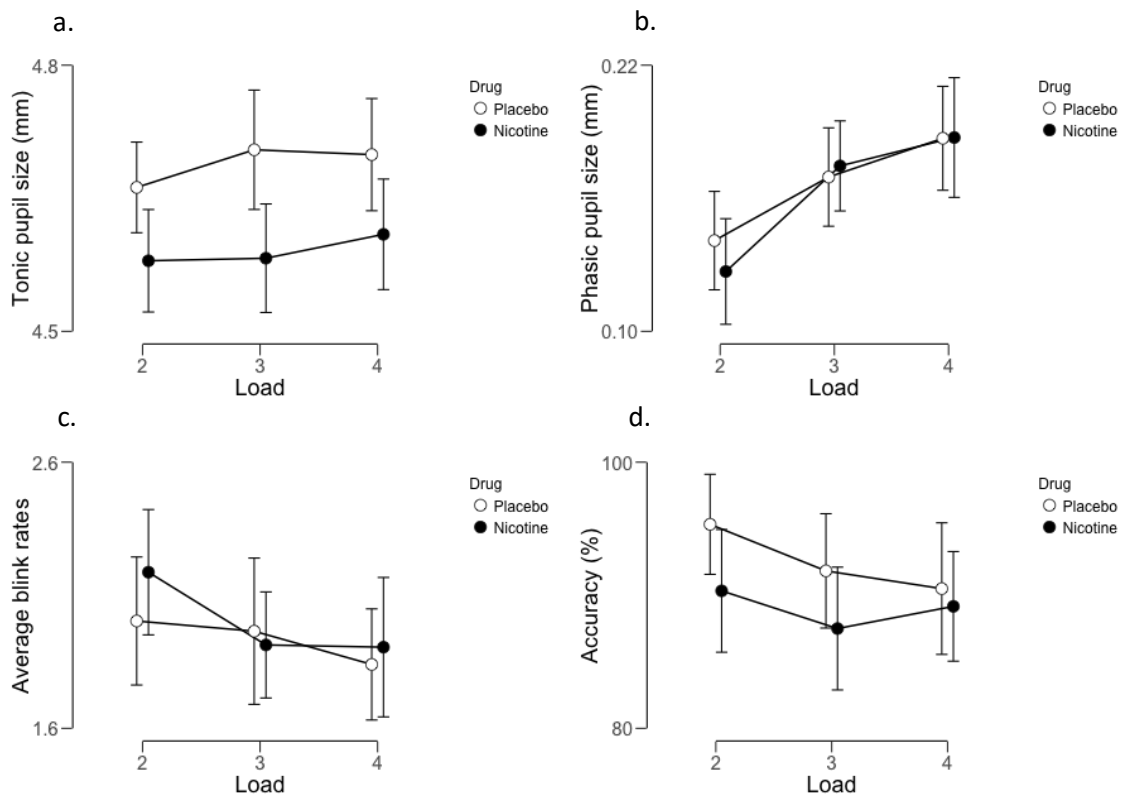 a.
4.8
Tonic pupil size (mm)
4.5
2 3 4
Load
Drug
Placebo
Nicotine
b.
0.22
Phasic pupil size (mm)
0.10
2 3 4
Load
Drug
Placebo
Nicotine
c.
2.6
Average blink rates
1.6
2 3 4
Load
Drug
Placebo
Nicotine
d.
100
Accuracy (%)
80
2 3 4
Load
Drug
Placebo
Nicotine